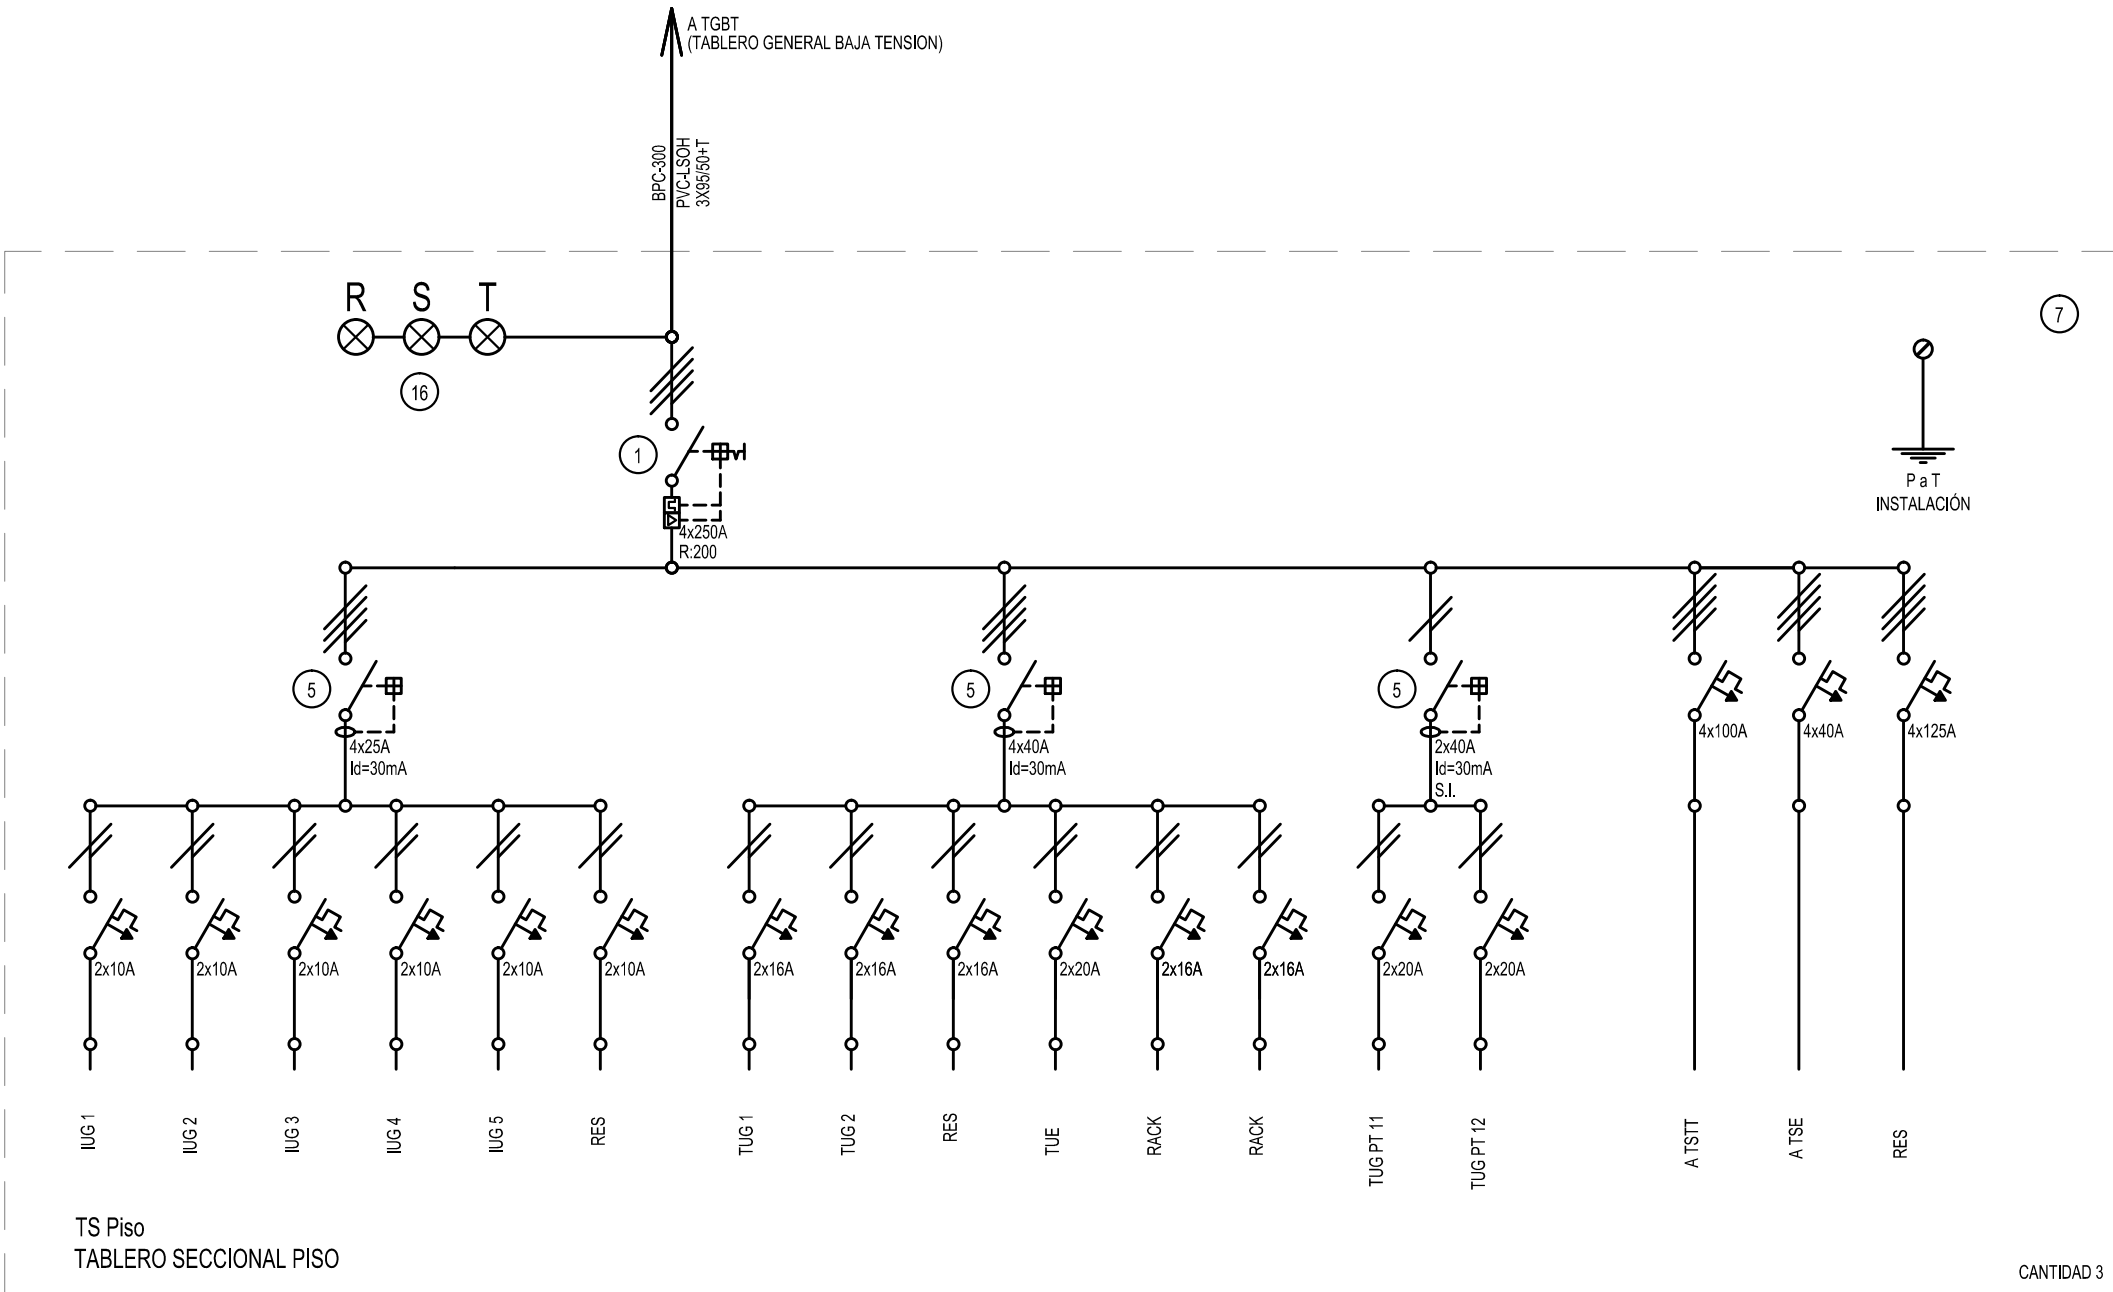 A TGBT
(TABLERO GENERAL BAJA TENSION)
BPC-300
PVC-LSOH
3X95/50+T
R S T
7
16
1
P a T
INSTALACIÓN
4x250A
R:200
5
5
5
4x25A
Id=30mA
4x40A
Id=30mA
2x40A
Id=30mA
S.I.
4x100A
4x40A
4x125A
2x10A
2x10A
2x10A
2x10A
2x10A
2x10A
2x16A
2x16A
2x16A
2x20A
2x16A
2x16A
2x20A
2x20A
IUG 1
IUG 2
IUG 3
IUG 4
IUG 5
RES
TUG 1
TUG 2
RES
TUE
RACK
RACK
TUG PT 11
TUG PT 12
A TSTT
A TSE
RES
TS Piso
TABLERO SECCIONAL PISO
CANTIDAD 3